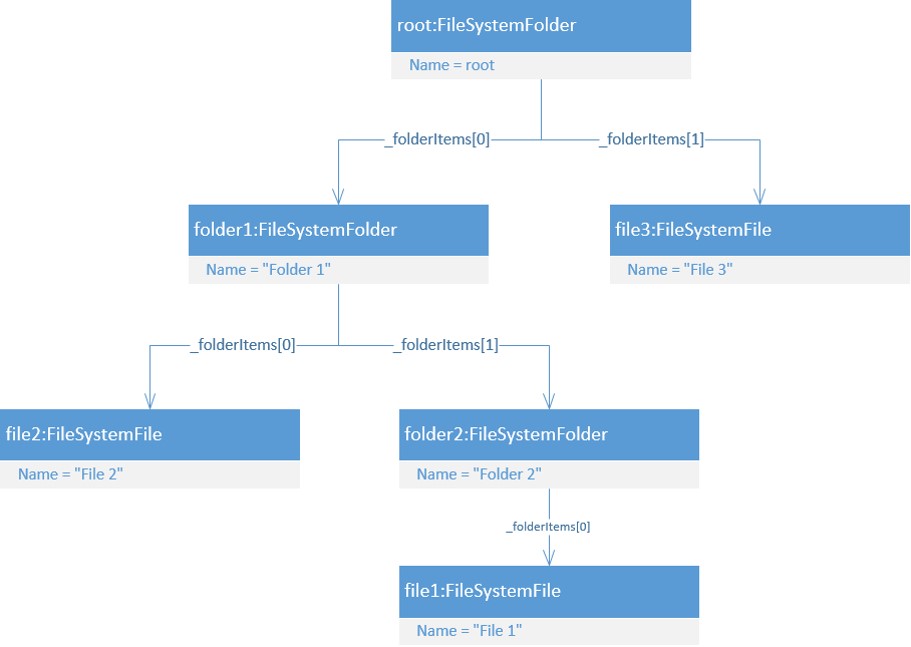 root:FileSystemFolder
Name = root
_folderItems[0]
_folderItems[1]
folder1:FileSystemFolder
Name = "Folder 1"
file3:FileSystemFile
Name = "File 3"
_folderItems[0]
_folderItems[1]
file2:FileSystemFile
Name = "File 2"
folder2:FileSystemFolder
Name = "Folder 2"
_folderItems[0]
file1:FileSystemFile
Name = "File 1"